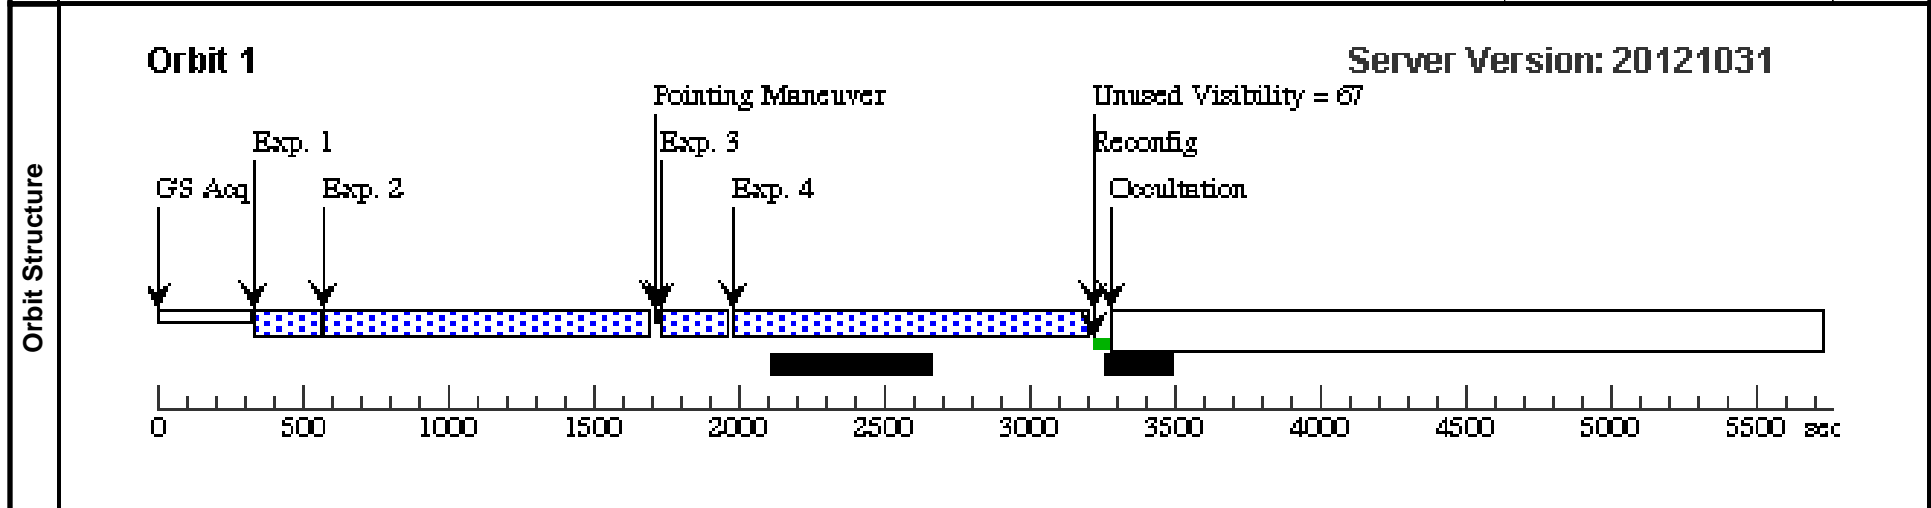 Orbit Structure
Orbit 1
Server Version: 20121031
Pointing Maneuver
Unused Visibility = 67
Exp. 1
Exp. 3
Reconfig
GS Acq
Exp. 2
Exp. 4
Occultation
0 500 1000 1500 2000 2500 3000 3500 4000 4500 5000 5500 sec